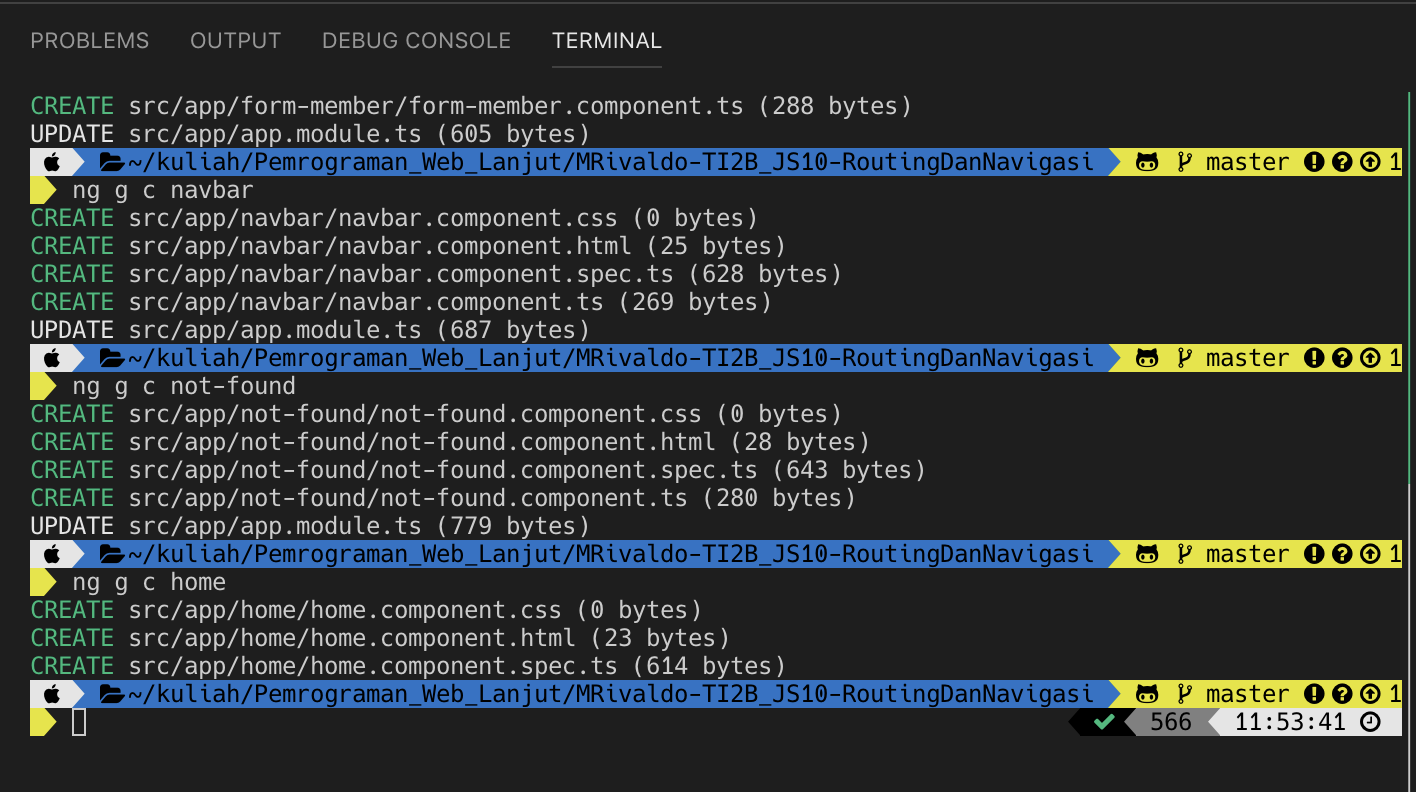 PROBLEMS OUTPUT DEBUG CONSOLE TERMINAL
CREATE src/app/form-member/form-member.component.ts (288 bytes)
UPDATE src/app/app.module.ts (605 bytes)
~/kuliah/Pemrograman_Web_Lanjut/MRivaldo-TI2B_JS10-RoutingDanNavigasi master 1
ng g c navbar
CREATE src/app/navbar/navbar.component.css (0 bytes)
CREATE src/app/navbar/navbar.component.html (25 bytes)
CREATE src/app/navbar/navbar.component.spec.ts (628 bytes)
CREATE src/app/navbar/navbar.component.ts (269 bytes)
UPDATE src/app/app.module.ts (687 bytes)
~/kuliah/Pemrograman_Web_Lanjut/MRivaldo-TI2B_JS10-RoutingDanNavigasi master 1
ng g c not-found
CREATE src/app/not-found/not-found.component.css (0 bytes)
CREATE src/app/not-found/not-found.component.html (28 bytes)
CREATE src/app/not-found/not-found.component.spec.ts (643 bytes)
CREATE src/app/not-found/not-found.component.ts (280 bytes)
UPDATE src/app/app.module.ts (779 bytes)
~/kuliah/Pemrograman_Web_Lanjut/MRivaldo-TI2B_JS10-RoutingDanNavigasi master 1
ng g c home
CREATE src/app/home/home.component.css (0 bytes)
CREATE src/app/home/home.component.html (23 bytes)
CREATE src/app/home/home.component.spec.ts (614 bytes)
~/kuliah/Pemrograman_Web_Lanjut/MRivaldo-TI2B_JS10-RoutingDanNavigasi master 1
566 11:53:41